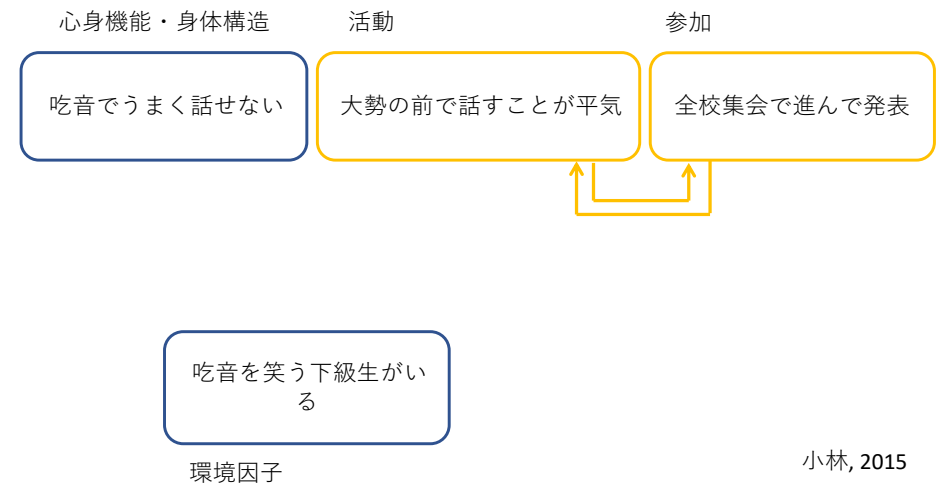 心身機能・身体構造
活動
参加
吃音でうまく話せない
大勢の前で話すことが平気
全校集会で進んで発表
吃音を笑う下級生がい
る
環境因子
小林, 2015